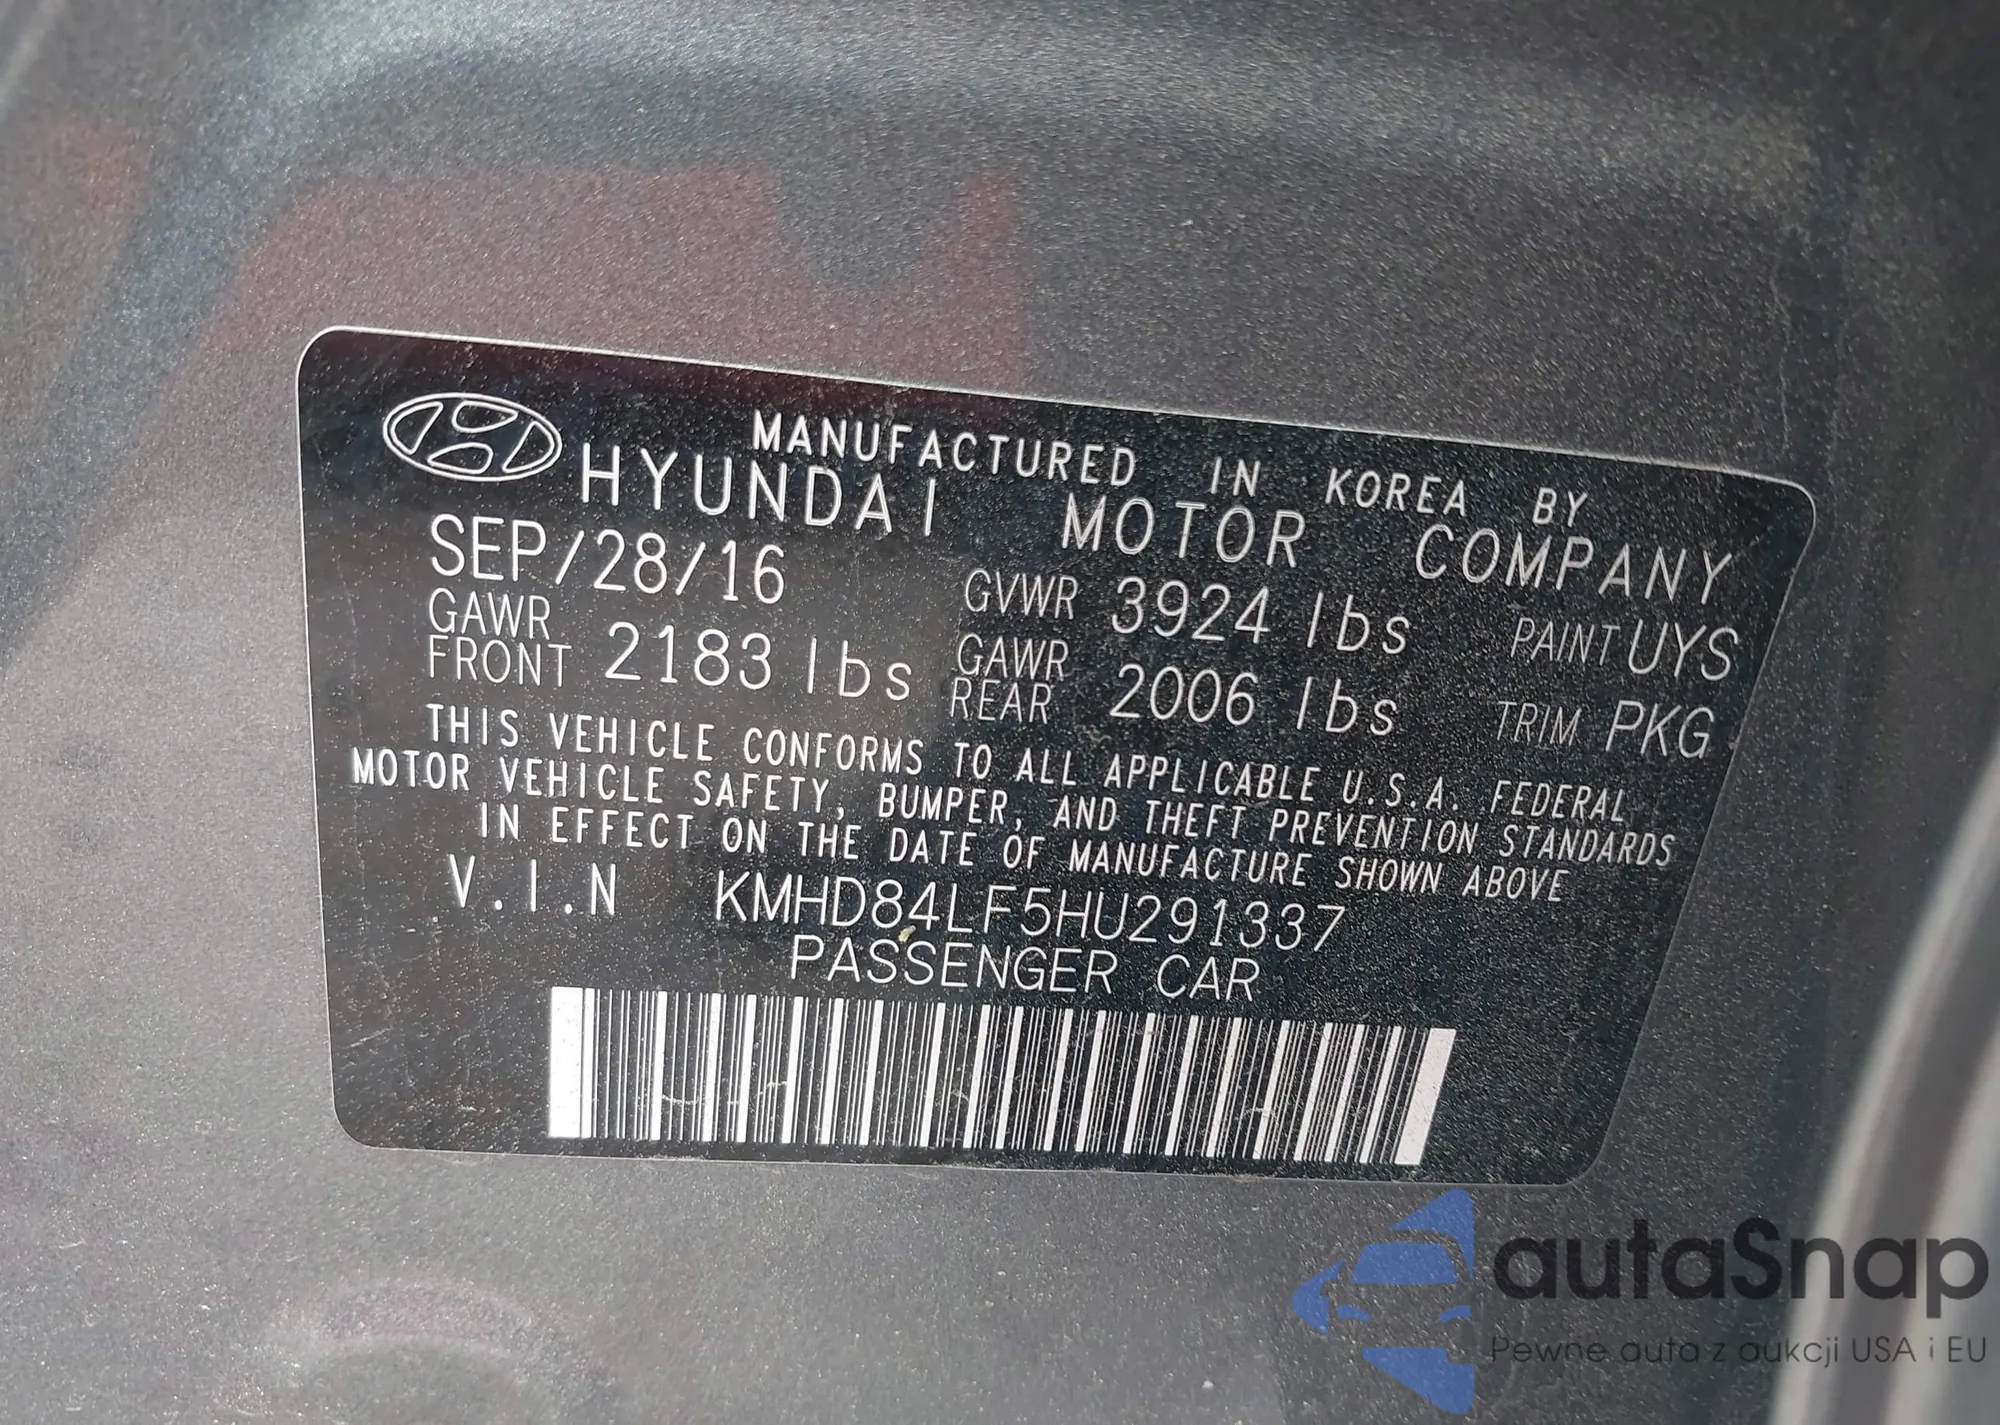 MANUFACTURED IN KOREA BY
HYUNDAI MOTOR COMPANY
SEP/28/16 GVWR 3924 lbs PAINT UYS
GAWR FRONT 2183 lbs GAWR REAR 2006 lbs TRIM PKG
THIS VEHICLE CONFORMS TO ALL APPLICABLE U.S.A. FEDERAL
MOTOR VEHICLE SAFETY, BUMPER, AND THEFT PREVENTION STANDARDS
IN EFFECT ON THE DATE OF MANUFACTURE SHOWN ABOVE
V.I.N KMHD84LF5HU291337
PASSENGER CAR
autaSnap
Pewne auta z aukcji USA i EU